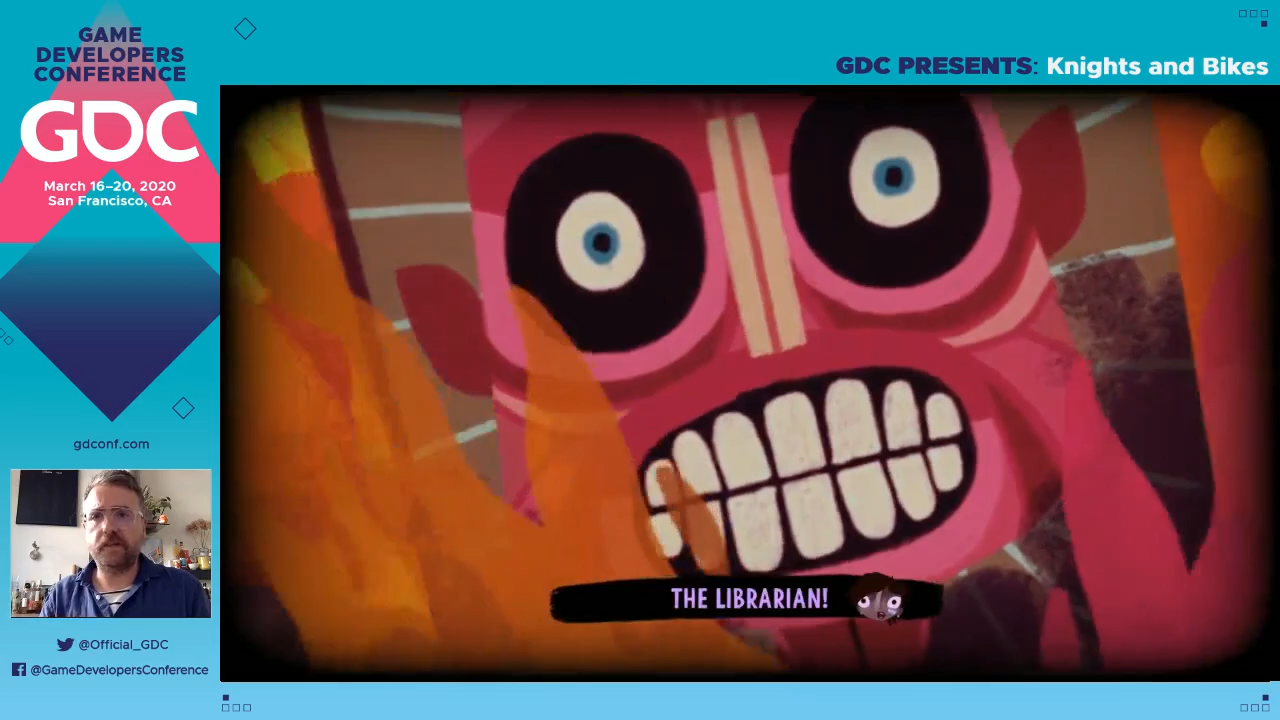 GAME
DEVELOPERS
CONFERENCE
GDC
March 16–20, 2020
San Francisco, CA
gdconf.com
@Official_GDC
@GameDevelopersConference
GDC PRESENTS: Knights and Bikes
THE LIBRARIAN!